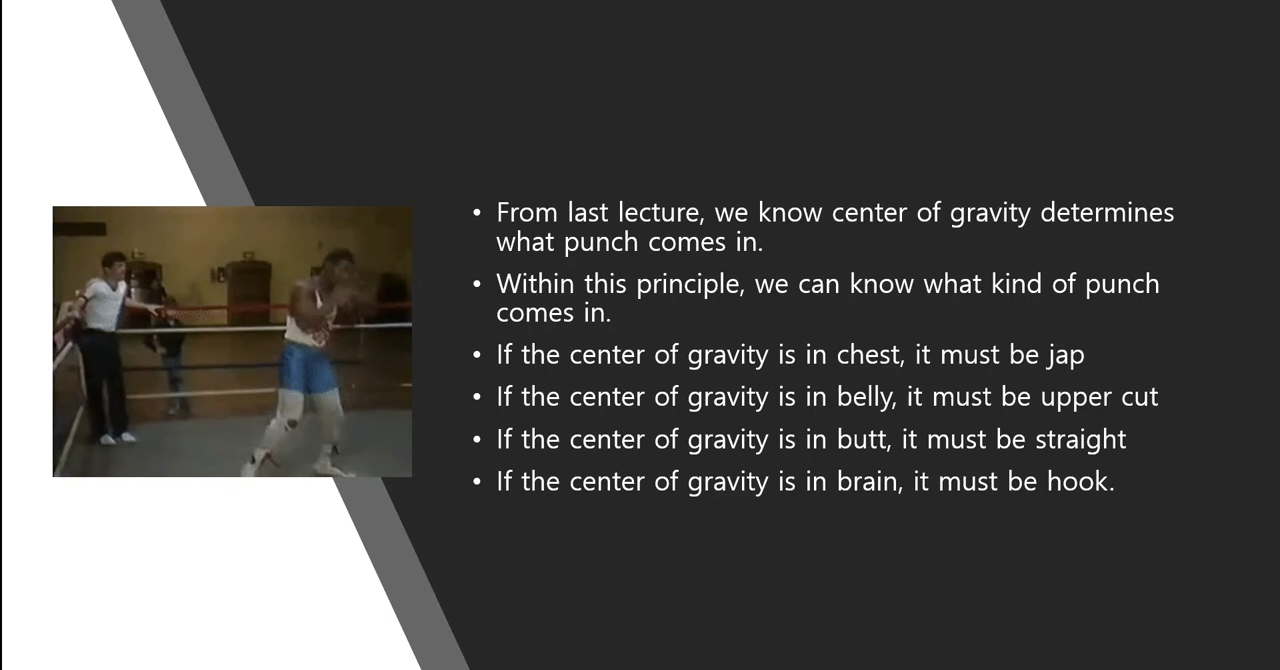 • From last lecture, we know center of gravity determines
what punch comes in.
• Within this principle, we can know what kind of punch
comes in.
• If the center of gravity is in chest, it must be jap
• If the center of gravity is in belly, it must be upper cut
• If the center of gravity is in butt, it must be straight
• If the center of gravity is in brain, it must be hook.